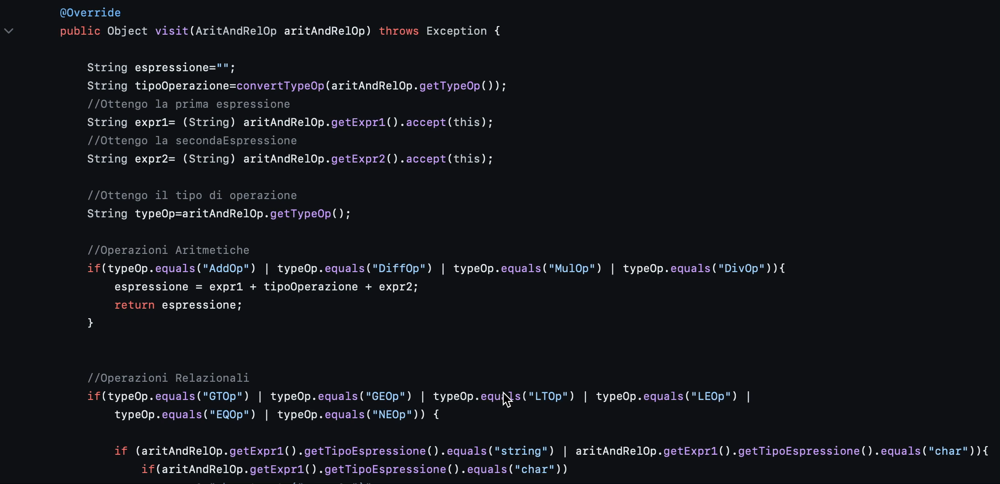 @Override
public Object visit(AritAndRelOp aritAndRelOp) throws Exception {
String espressione="";
String tipoOperazione=convertTypeOp(aritAndRelOp.getTypeOp());
//Ottengo la prima espressione
String expr1= (String) aritAndRelOp.getExpr1().accept(this);
//Ottengo la secondaEspressione
String expr2= (String) aritAndRelOp.getExpr2().accept(this);
//Ottengo il tipo di operazione
String typeOp=aritAndRelOp.getTypeOp();
//Operazioni Aritmetiche
if(typeOp.equals("AddOp") | typeOp.equals("DiffOp") | typeOp.equals("MulOp") | typeOp.equals("DivOp")){
espressione = expr1 + tipoOperazione + expr2;
return espressione;
}
//Operazioni Relazionali
if(typeOp.equals("GTOp") | typeOp.equals("GEOp") | typeOp.equals("LTOp") | typeOp.equals("LEOp") |
typeOp.equals("EQOp") | typeOp.equals("NEOp")) {
if (aritAndRelOp.getExpr1().getTipoEspressione().equals("string") | aritAndRelOp.getExpr1().getTipoEspressione().equals("char")){
if(aritAndRelOp.getExpr1().getTipoEspressione().equals("char"))